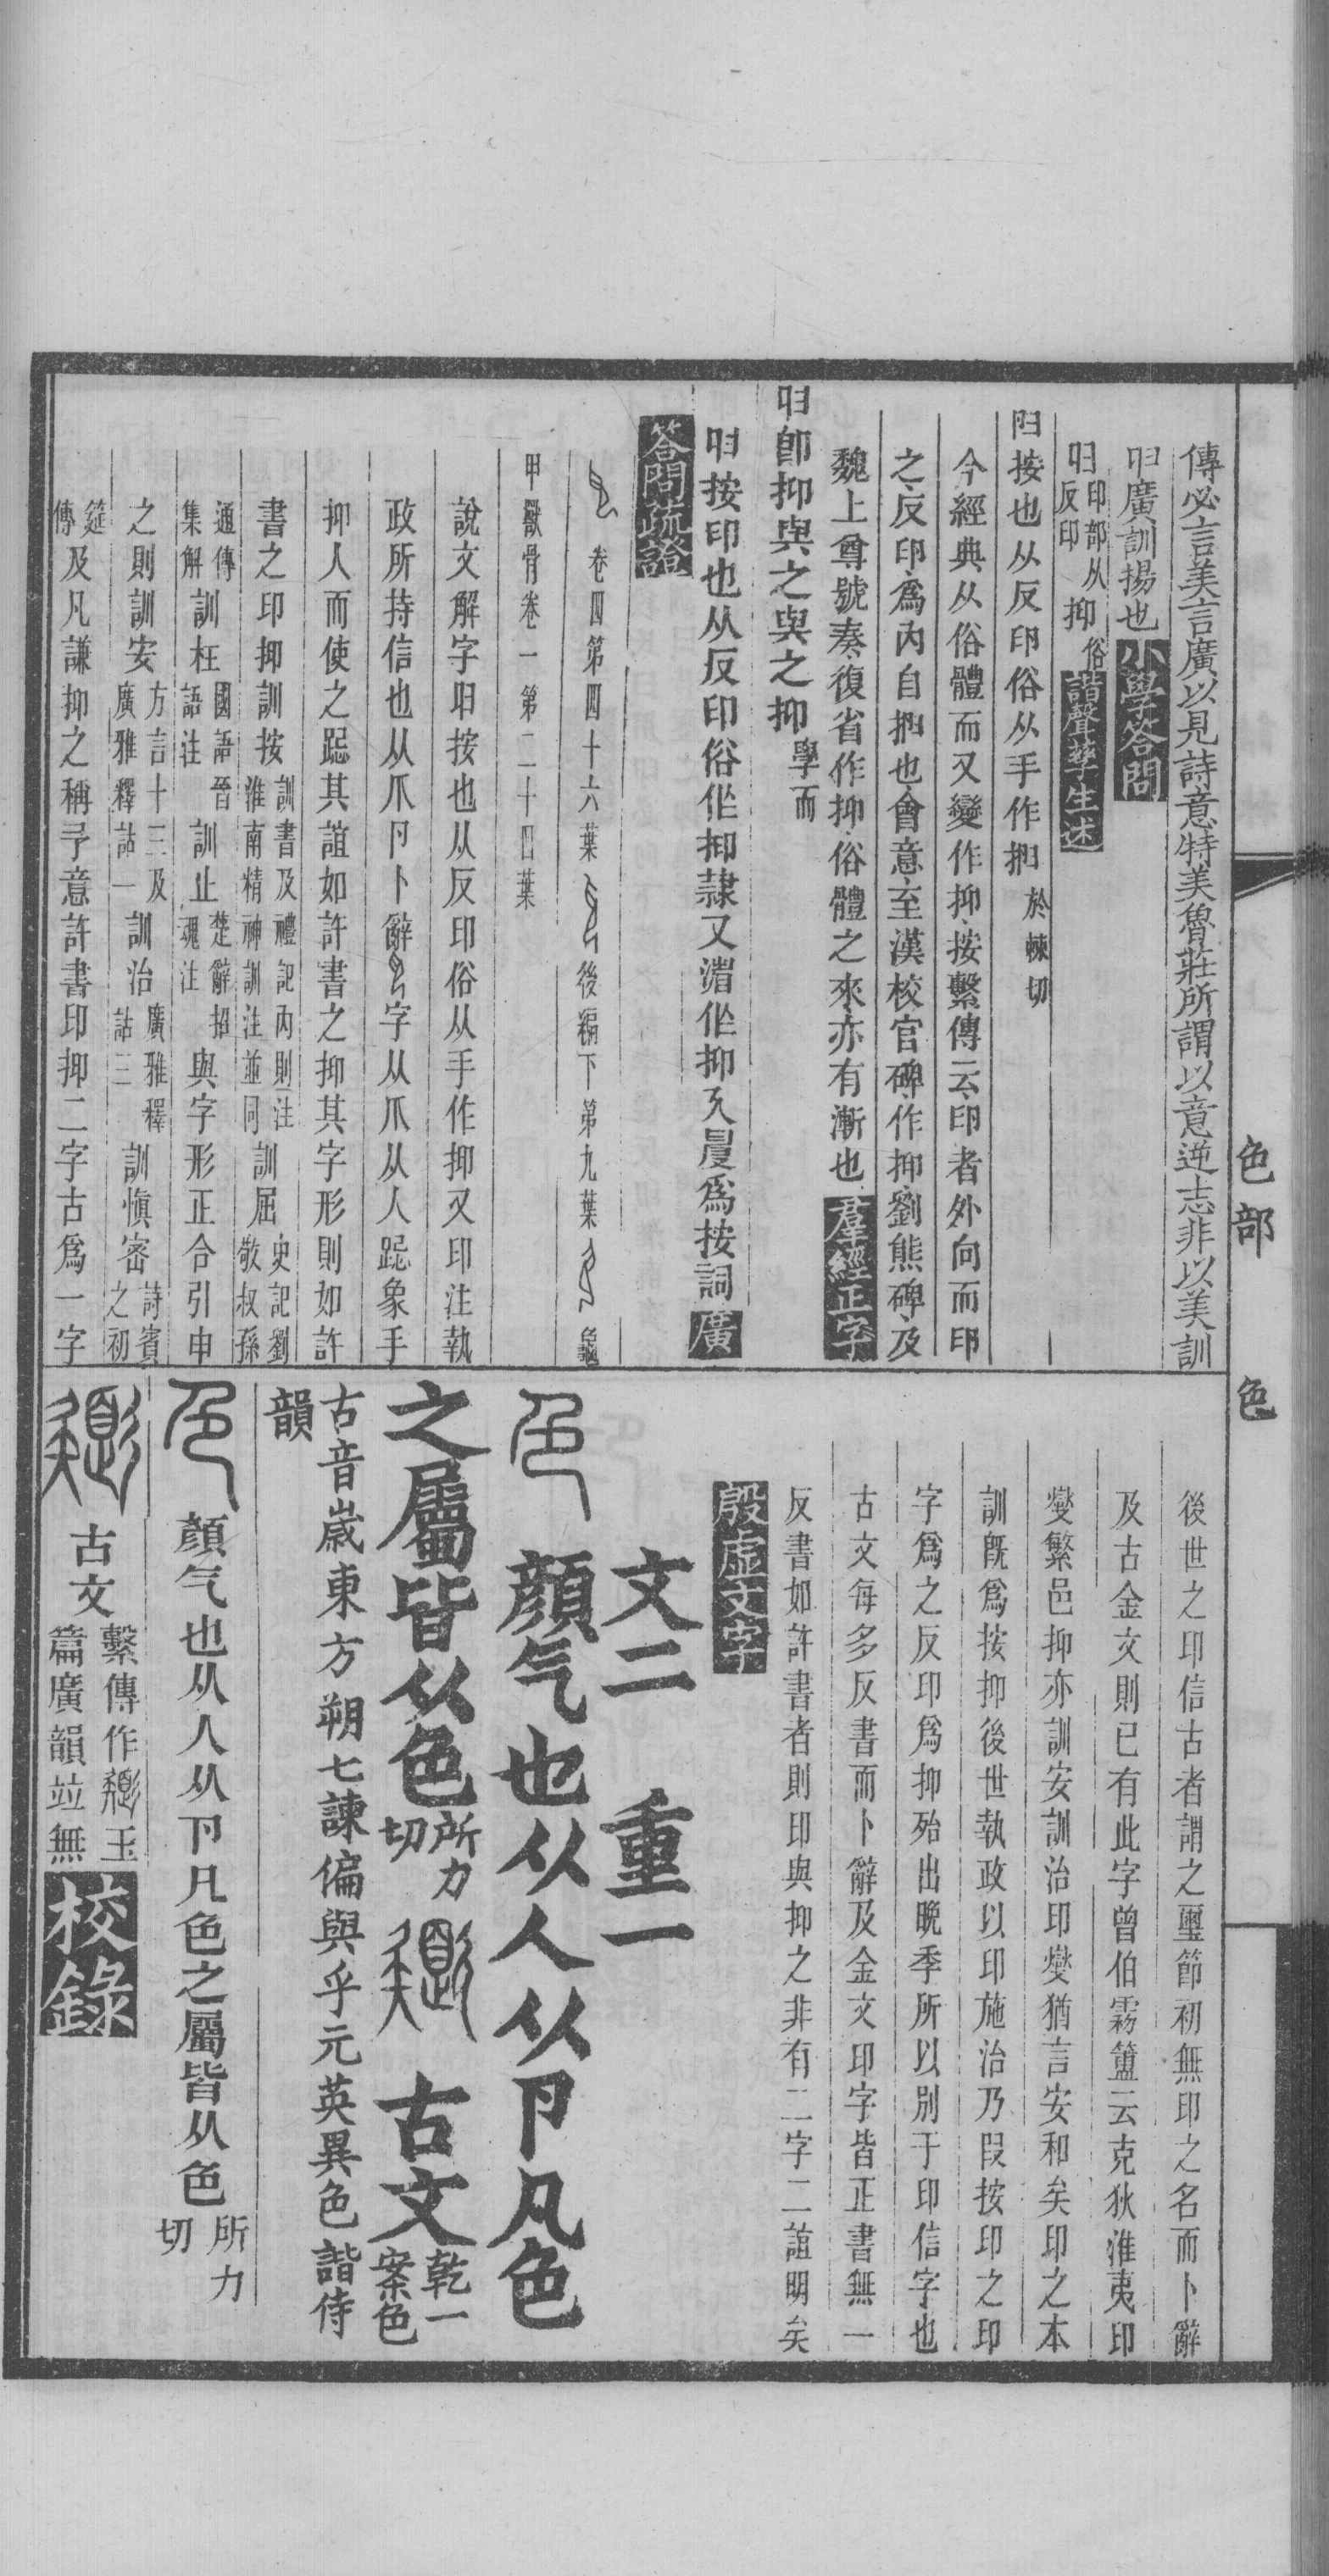 傳必言美言廣以見詩意特美魯莊所謂以意逆志非以美訓
𢑏廣訓揚也小學答問
𢑏印部从反印抑俗諧聲孳生述
𢑏按也从反印俗从手作抑於棘切
今經典从俗體而又變作抑按繫傳云印者外向而印
之反印爲內自抑也會意至漢校官碑作抑劉熊碑及
魏上尊號奏復省作抑俗體之來亦有漸也羣經正字
𢑏卽抑與之與之抑學而
𢑏按印也从反印俗作抑隷又渻作抑又㬪爲按詞廣
答問疏證
卷四第四十六葉後編下第九葉龜
甲獸骨卷一第二十四葉
說文解字𢑏按也从反印俗从手作抑又印注執
政所持信也从爪卪卜辭字从爪从人跽象手
抑人而使之跽其誼如許書之抑其字形則如許
書之印抑訓按淮南精神訓注並同訓書及禮記內則注訓屈史記劉敬叔孫
通傳集解訓枉國語晉語注訓止楚辭招魂注與字形正合引申
之則訓安方言十三及廣雅釋詁一訓治廣雅釋詁三訓愼密詩賓之初
筵傳及凡謙抑之稱予意許書印抑二字古爲一字
色部
色
後世之印信古者謂之璽節初無印之名而卜辭
及古金文則已有此字曾伯霥簠云克狄淮夷印
燮繁邑抑亦訓安訓治印燮猶言安和矣印之本
訓旣爲按抑後世執政以印施治乃叚按印之印
字爲之反印爲抑殆出晚季所以別于印信字也
古文每多反書而卜辭及金文印字皆正書無一
反書如許書者則印與抑之非有二字二誼明矣
殷虛文字
文二　重一
色顏气也从人从卪凡色
之屬皆从色所力切古文乾一案色
古音嵗東方朔七諫偏與乎元英異色諧侍
韻
色顏气也从人从卪凡色之屬皆从色所力切
古文繫傳作玉篇廣韻竝無校錄